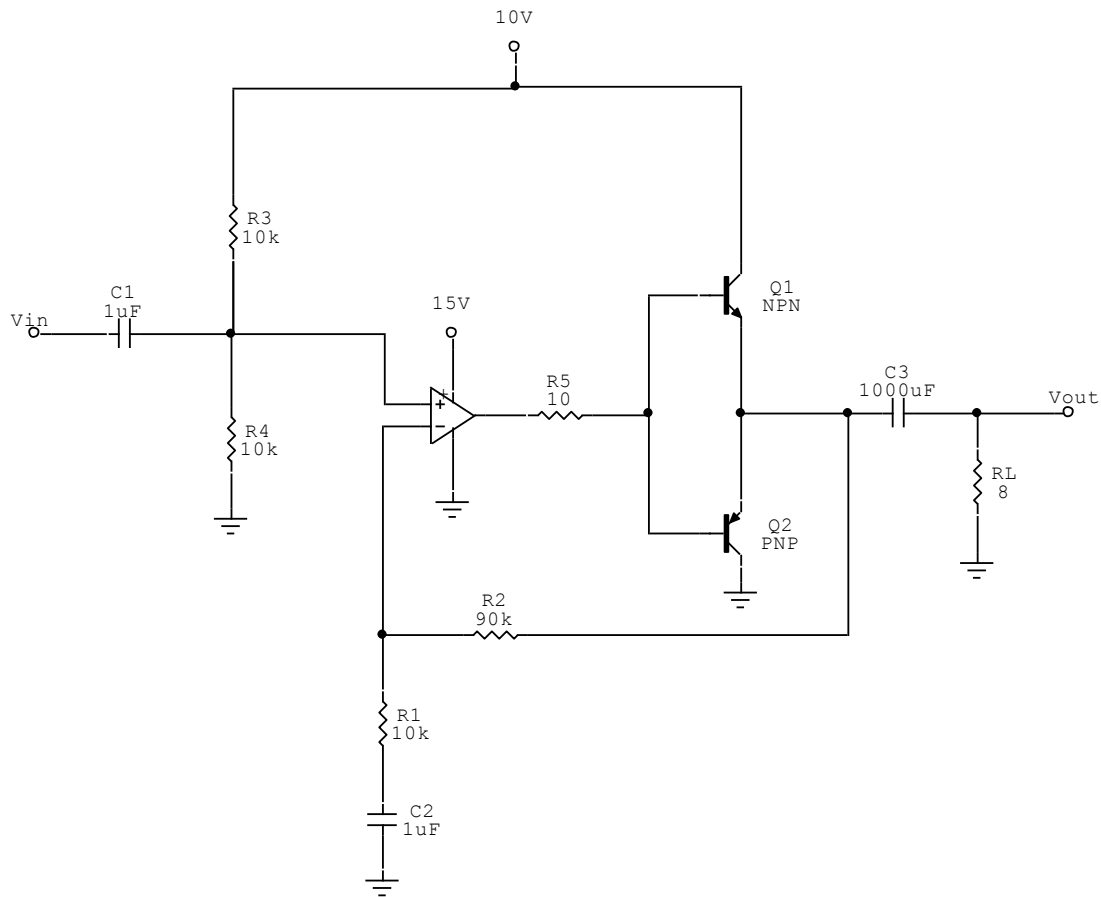 10V
R3
10k
C1
1uF
Vin
15V
Q1
NPN
R5
10
C3
1000uF
Vout
R4
10k
+
+
−
RL
8
Q2
PNP
R2
90k
R1
10k
C2
1uF